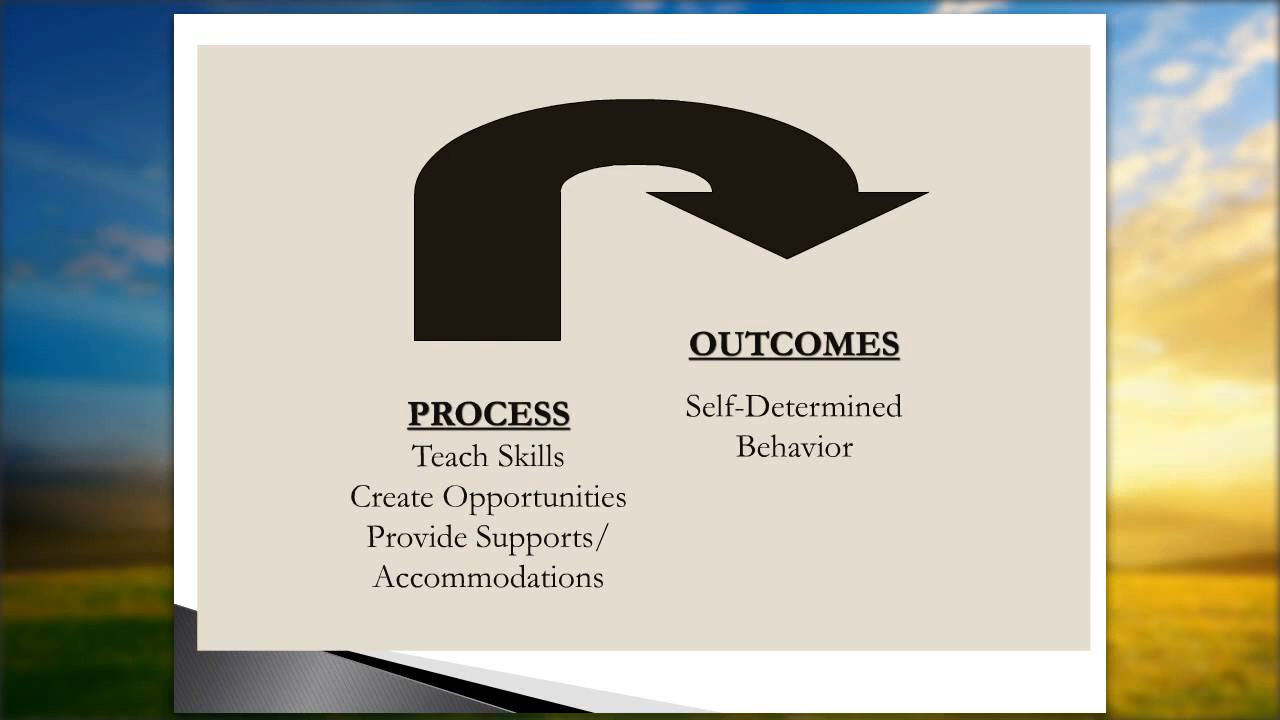 PROCESS
Teach Skills
Create Opportunities
Provide Supports/
Accommodations
OUTCOMES
Self-Determined
Behavior